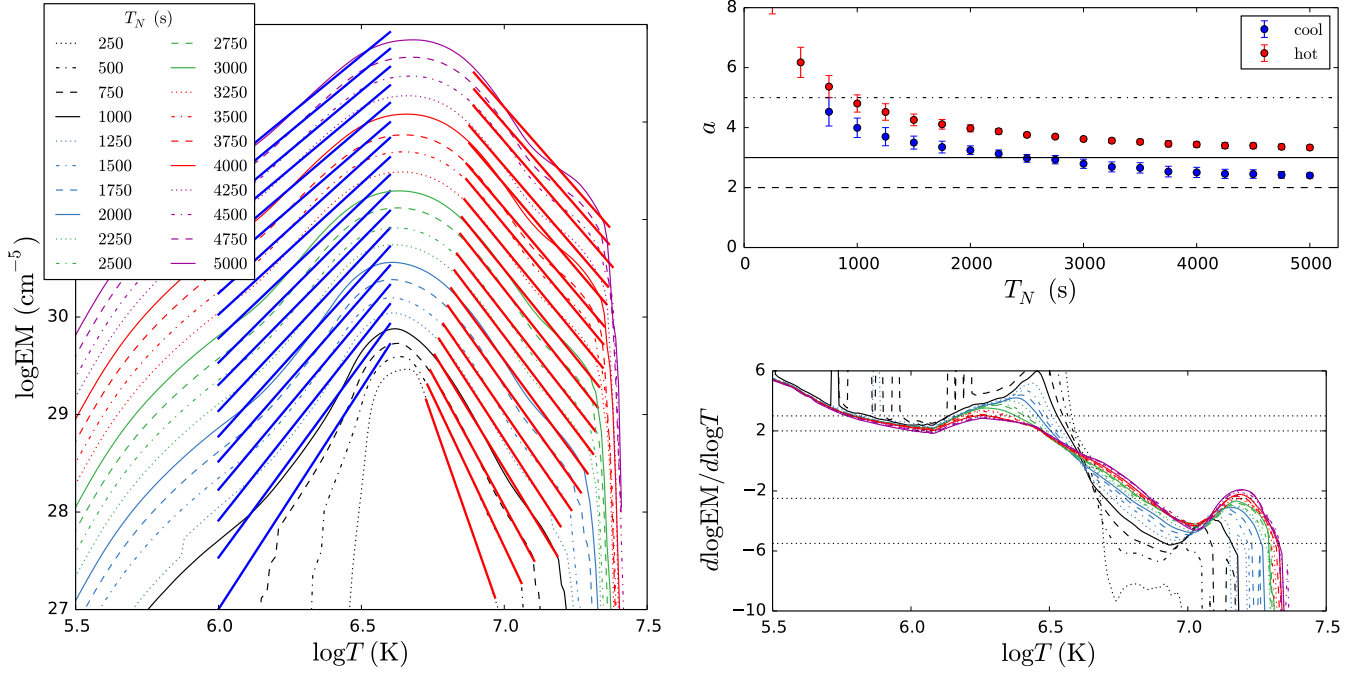 T_N (s)
250 2750
500 3000
750 3250
1000 3500
1250 3750
1500 4000
1750 4250
2000 4500
2250 4750
2500 5000
logEM (cm⁻⁵)
30
29
28
27
5.5 6.0 6.5 7.0 7.5
logT (K)
8
6
4
2
0
a
cool
hot
1000 2000 3000 4000 5000
T_N (s)
6
2
−2
−6
−10
dlogEM/dlogT
5.5 6.0 6.5 7.0 7.5
logT (K)